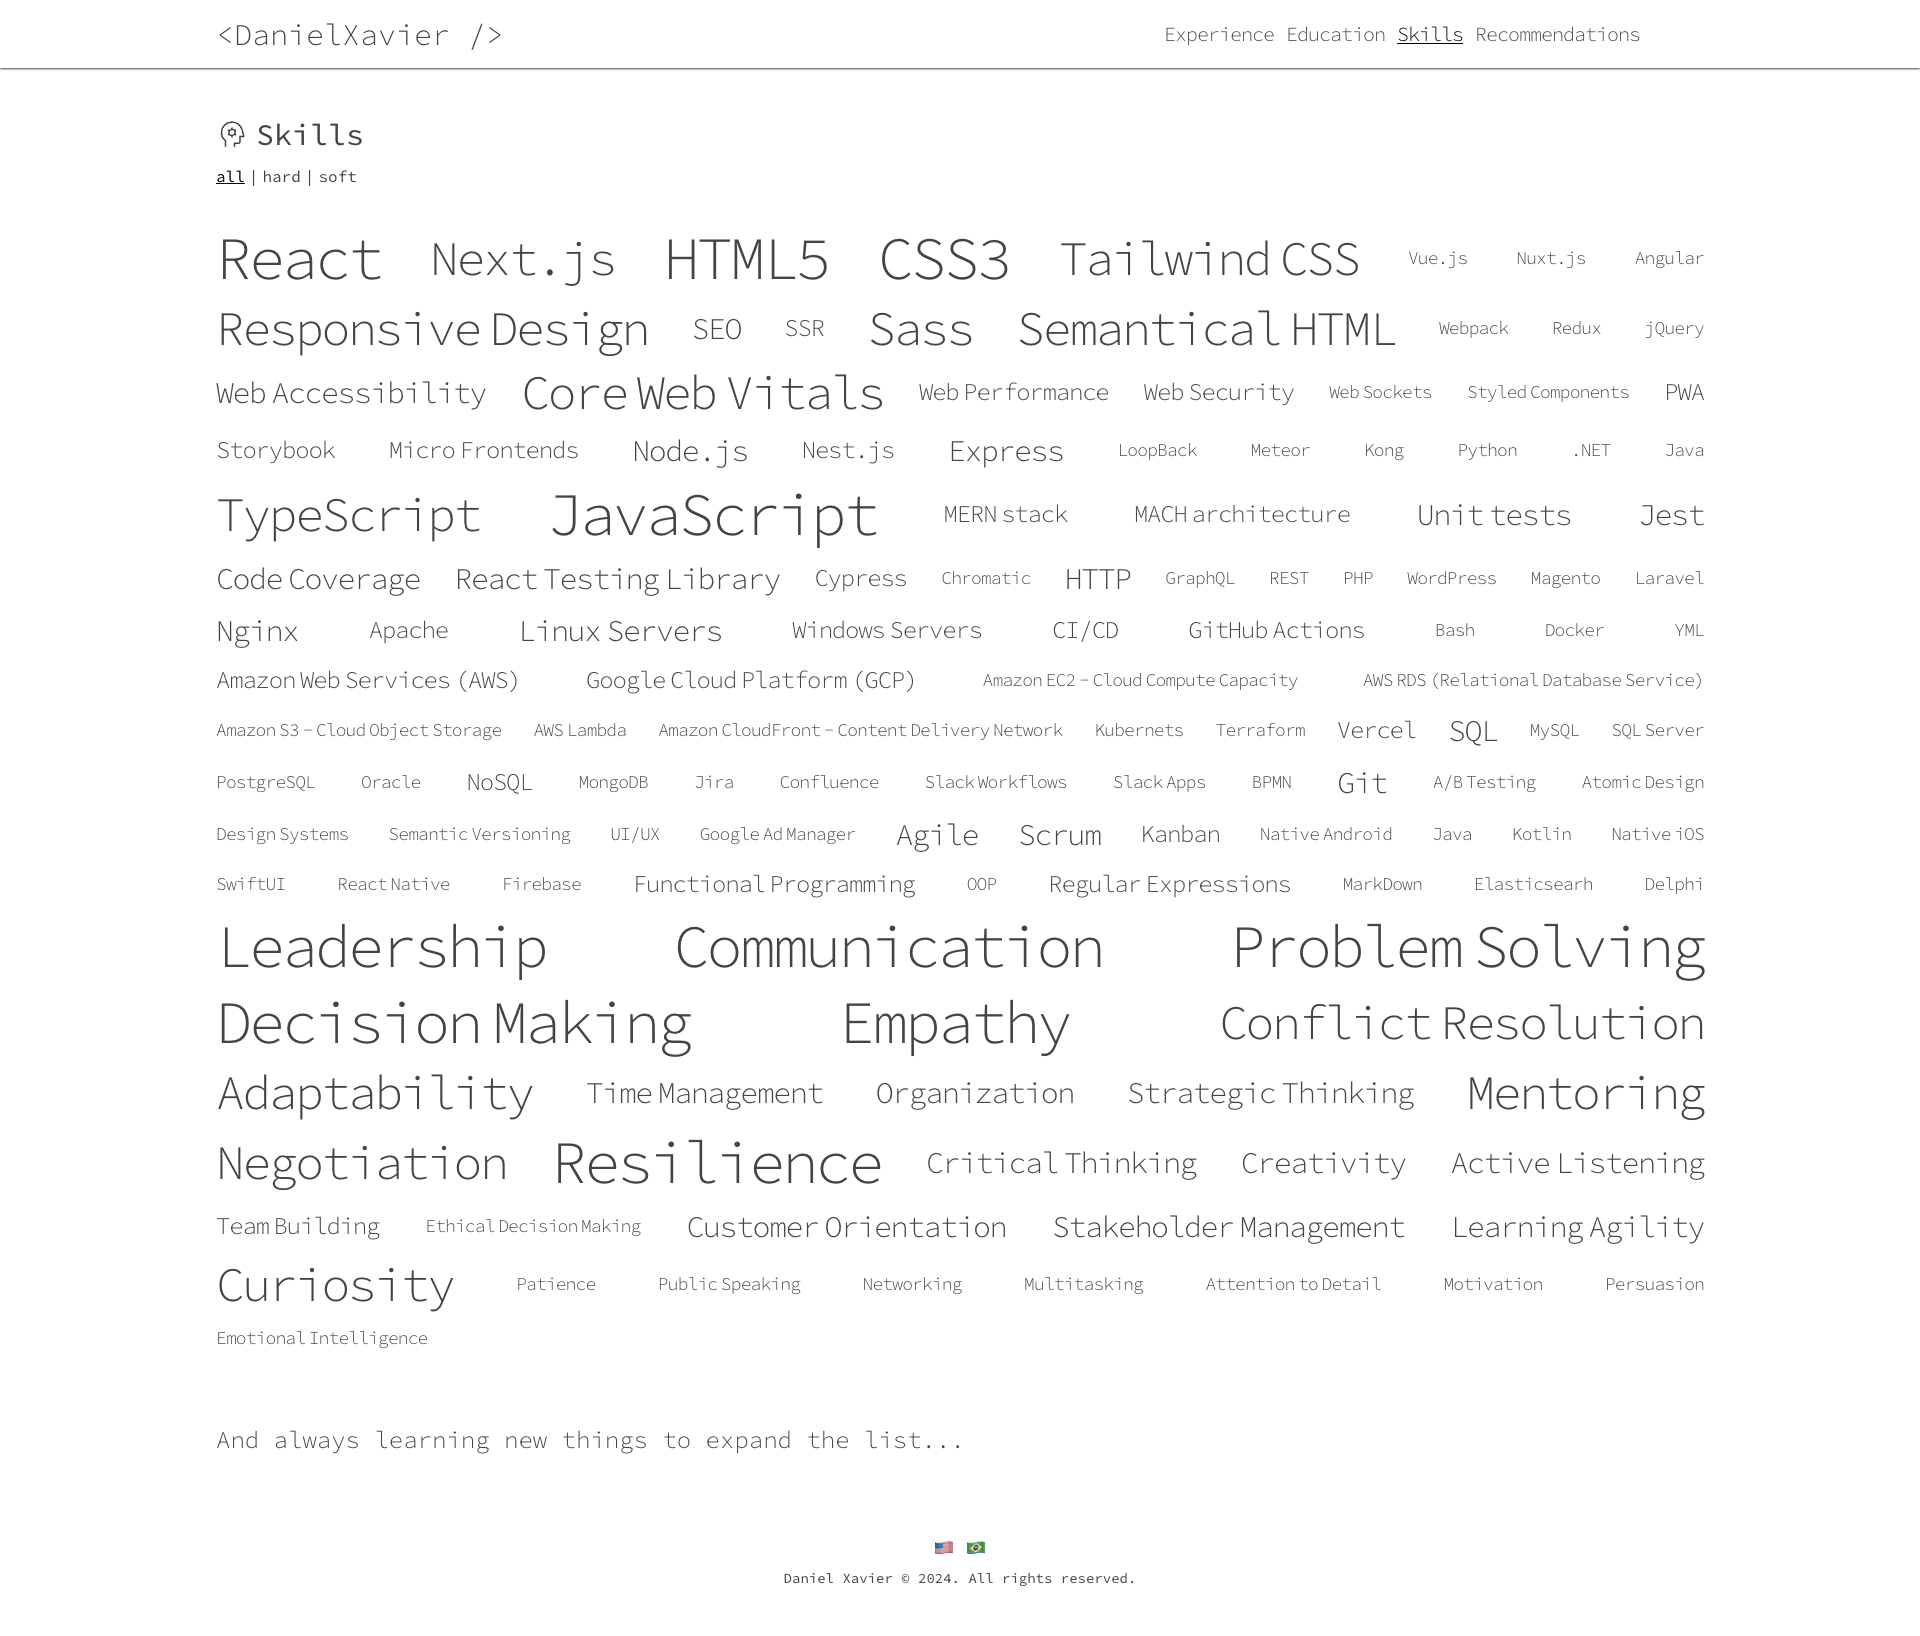 <DanielXavier /> Experience Education Skills Recommendations
Skills
all | hard | soft
React Next.js HTML5 CSS3 Tailwind CSS Vue.js Nuxt.js Angular
Responsive Design SEO SSR Sass Semantical HTML Webpack Redux jQuery
Web Accessibility Core Web Vitals Web Performance Web Security Web Sockets Styled Components PWA
Storybook Micro Frontends Node.js Nest.js Express LoopBack Meteor Kong Python .NET Java
TypeScript JavaScript MERN stack MACH architecture Unit tests Jest
Code Coverage React Testing Library Cypress Chromatic HTTP GraphQL REST PHP WordPress Magento Laravel
Nginx Apache Linux Servers Windows Servers CI/CD GitHub Actions Bash Docker YML
Amazon Web Services (AWS) Google Cloud Platform (GCP) Amazon EC2 - Cloud Compute Capacity AWS RDS (Relational Database Service)
Amazon S3 - Cloud Object Storage AWS Lambda Amazon CloudFront - Content Delivery Network Kubernets Terraform Vercel SQL MySQL SQL Server
PostgreSQL Oracle NoSQL MongoDB Jira Confluence Slack Workflows Slack Apps BPMN Git A/B Testing Atomic Design
Design Systems Semantic Versioning UI/UX Google Ad Manager Agile Scrum Kanban Native Android Java Kotlin Native iOS
SwiftUI React Native Firebase Functional Programming OOP Regular Expressions MarkDown Elasticsearh Delphi
Leadership Communication Problem Solving
Decision Making Empathy Conflict Resolution
Adaptability Time Management Organization Strategic Thinking Mentoring
Negotiation Resilience Critical Thinking Creativity Active Listening
Team Building Ethical Decision Making Customer Orientation Stakeholder Management Learning Agility
Curiosity Patience Public Speaking Networking Multitasking Attention to Detail Motivation Persuasion
Emotional Intelligence
And always learning new things to expand the list...
Daniel Xavier © 2024. All rights reserved.